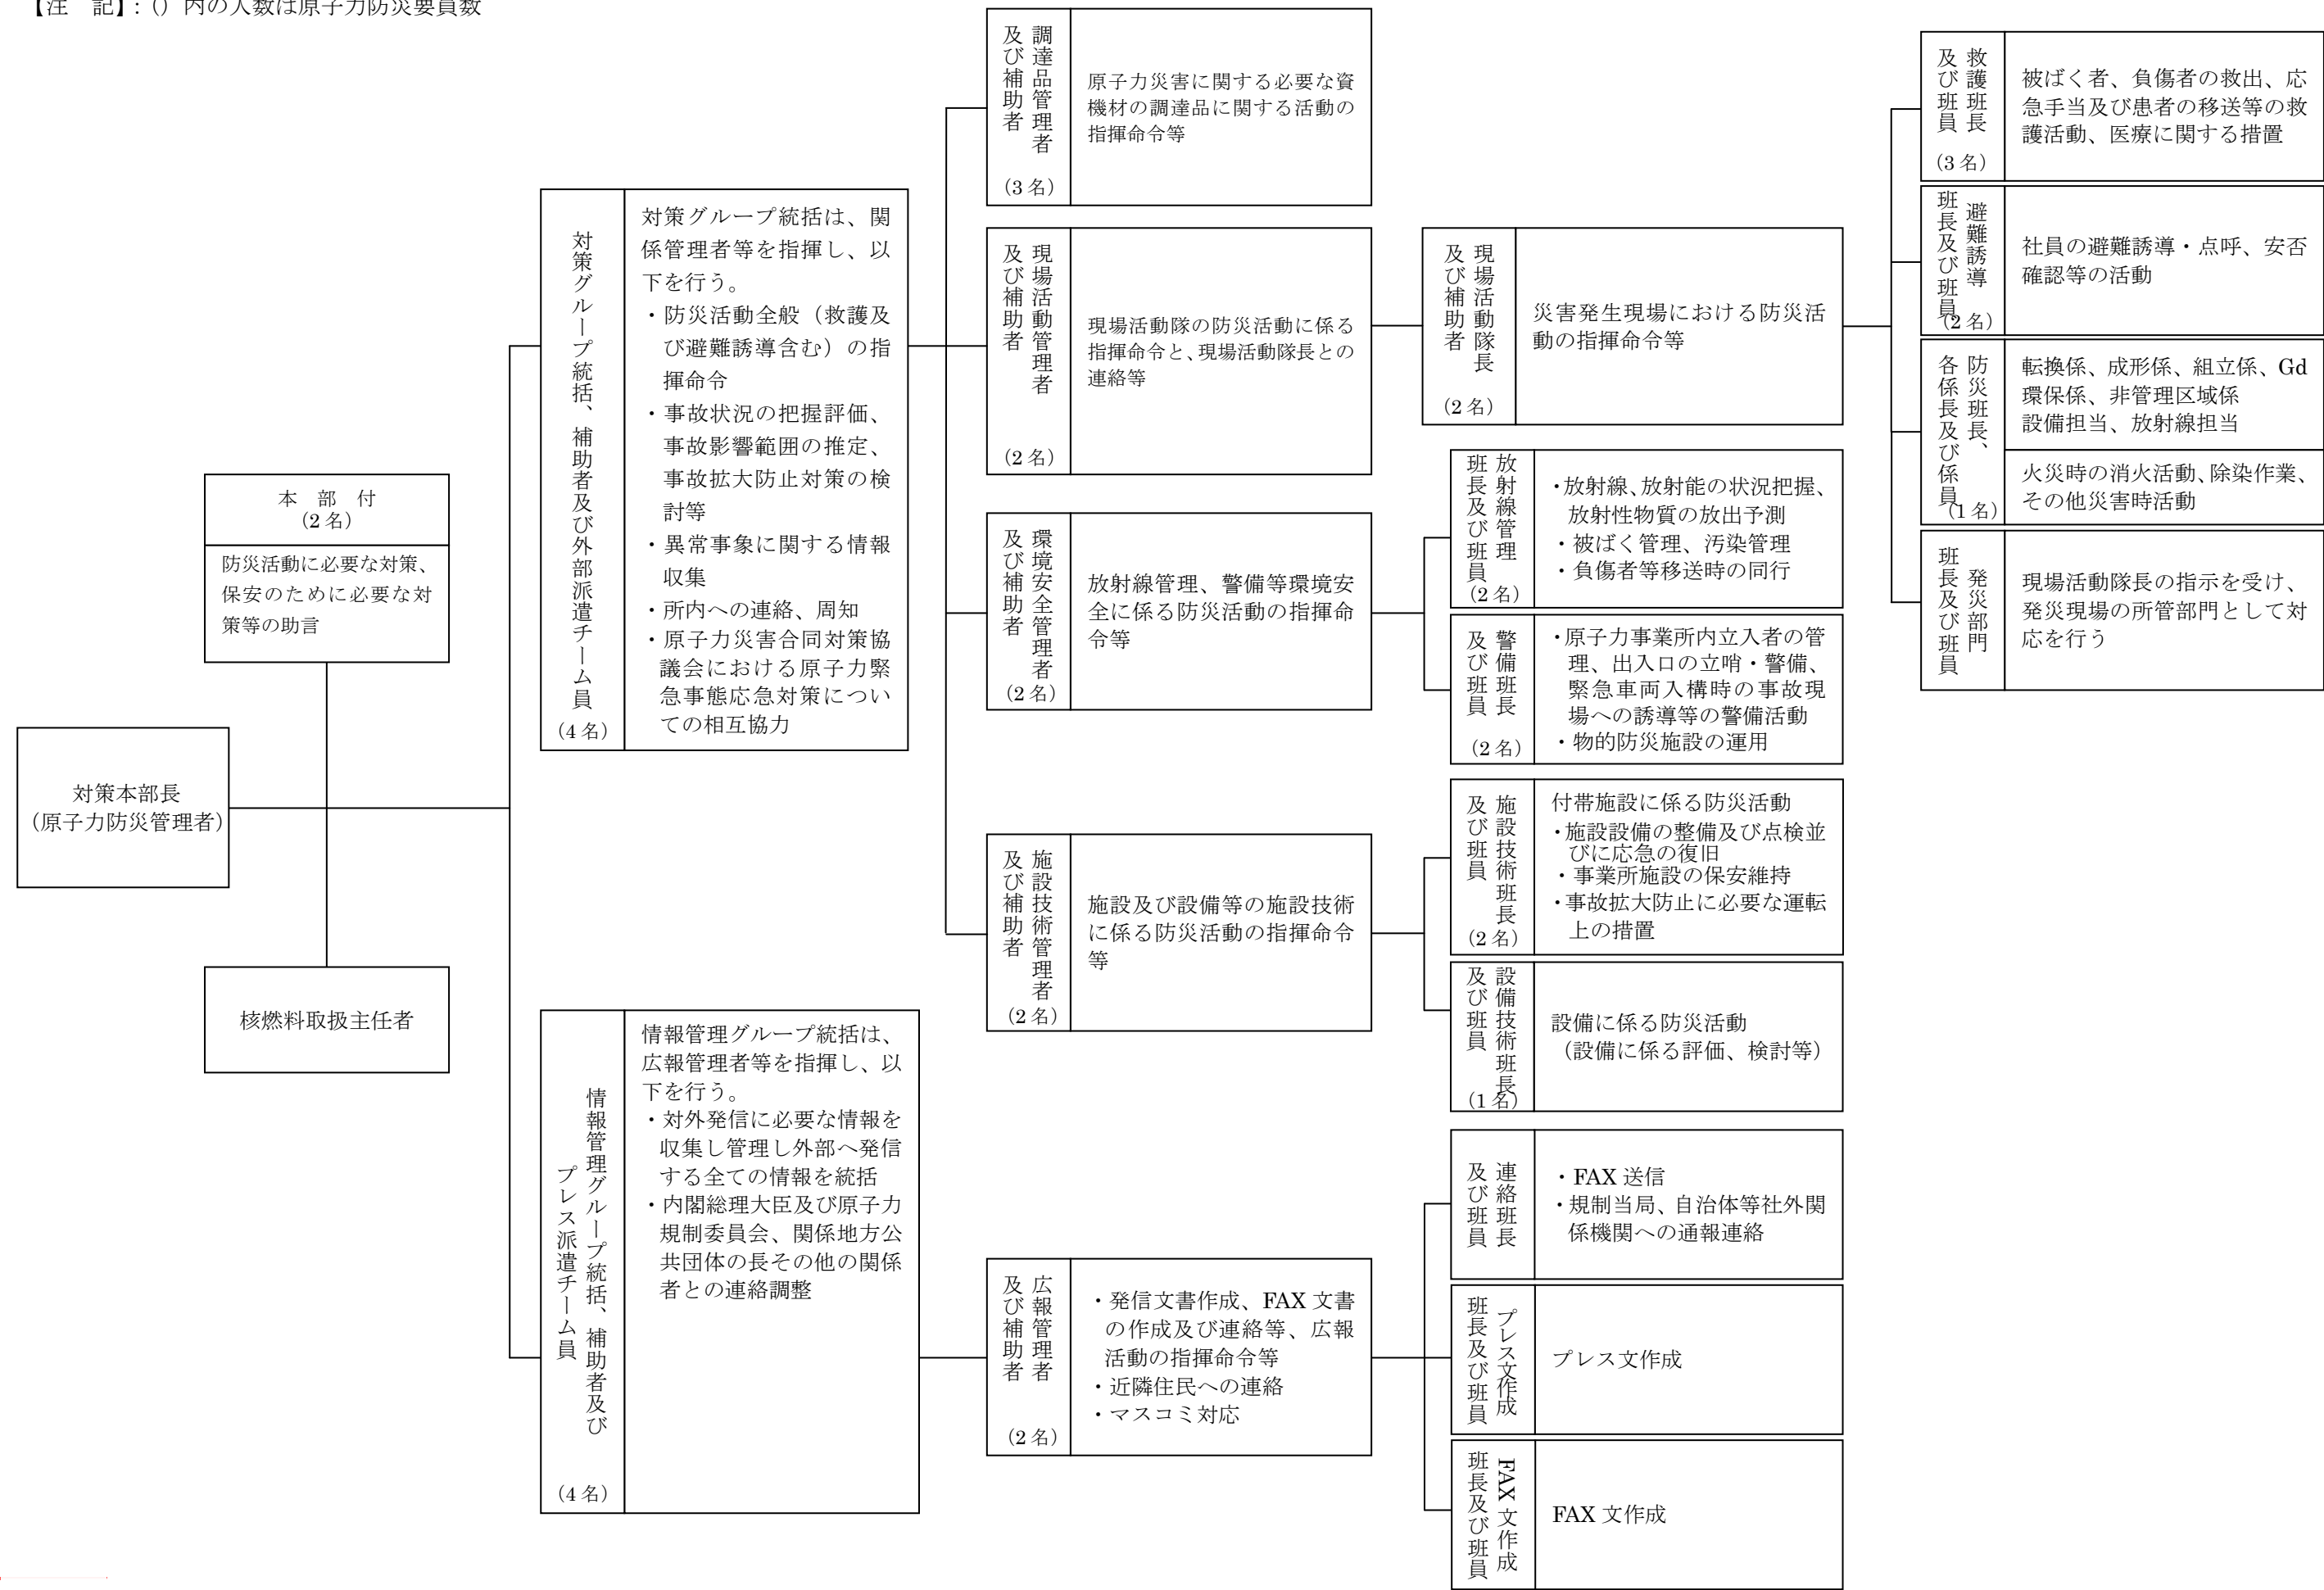 【注　記】：（）内の人数は原子力防災要員数
対策本部長
（原子力防災管理者）
本　部　付
（2 名）
防災活動に必要な対策、
保安のために必要な対
策等の助言
核燃料取扱主任者
対策グループ統括、補助者及び外部派遣チーム員
（4 名）
対策グループ統括は、関
係管理者等を指揮し、以
下を行う。
・防災活動全般（救護及
び避難誘導含む）の指
揮命令
・事故状況の把握評価、
事故影響範囲の推定、
事故拡大防止対策の検
討等
・異常事象に関する情報
収集
・所内への連絡、周知
・原子力災害合同対策協
議会における原子力緊
急事態応急対策につい
ての相互協力
情報管理グループ統括、補助者及び
プレス派遣チーム員
（4 名）
情報管理グループ統括は、
広報管理者等を指揮し、以
下を行う。
・対外発信に必要な情報を
収集し管理し外部へ発信
する全ての情報を統括
・内閣総理大臣及び原子力
規制委員会、関係地方公
共団体の長その他の関係
者との連絡調整
調達品管理者
及び補助者
（3 名）
原子力災害に関する必要な資
機材の調達品に関する活動の
指揮命令等
現場活動管理者
及び補助者
（2 名）
現場活動隊の防災活動に係る
指揮命令と、現場活動隊長との
連絡等
環境安全管理者
及び補助者
（2 名）
放射線管理、警備等環境安
全に係る防災活動の指揮命
令等
施設技術管理者
及び補助者
（2 名）
施設及び設備等の施設技術
に係る防災活動の指揮命令
等
広報管理者
及び補助者
（2 名）
・発信文書作成、FAX 文書
の作成及び連絡等、広報
活動の指揮命令等
・近隣住民への連絡
・マスコミ対応
現場活動隊長
及び補助者
（2 名）
災害発生現場における防災活
動の指揮命令等
放射線管理
班長及び班員
（2 名）
・放射線、放射能の状況把握、
放射性物質の放出予測
・被ばく管理、汚染管理
・負傷者等移送時の同行
警備班長
及び班員
（2 名）
・原子力事業所内立入者の管
理、出入口の立哨・警備、
緊急車両入構時の事故現
場への誘導等の警備活動
・物的防災施設の運用
施設技術班長
及び班員
（2 名）
付帯施設に係る防災活動
・施設設備の整備及び点検並
びに応急の復旧
・事業所施設の保安維持
・事故拡大防止に必要な運転
上の措置
設備技術班長
及び班員
（1 名）
設備に係る防災活動
（設備に係る評価、検討等）
連絡班長
及び班員
・FAX 送信
・規制当局、自治体等社外関
係機関への通報連絡
プレス文作成
班長及び班員
プレス文作成
FAX 文作成
班長及び班員
FAX 文作成
救護班長
及び班員
（3 名）
被ばく者、負傷者の救出、応
急手当及び患者の移送等の救
護活動、医療に関する措置
避難誘導
班長及び班員
（2 名）
社員の避難誘導・点呼、安否
確認等の活動
防災班長、
各係長及び係員
（1 名）
転換係、成形係、組立係、Gd
環保係、非管理区域係
設備担当、放射線担当
火災時の消火活動、除染作業、
その他災害時活動
発災部門
班長及び班員
現場活動隊長の指示を受け、
発災現場の所管部門として対
応を行う